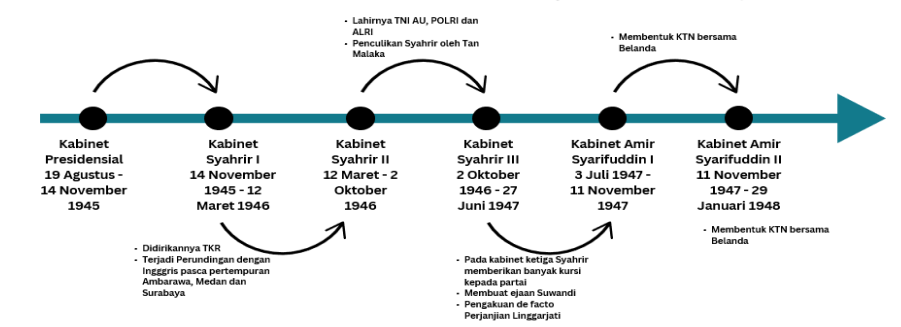 • Lahirnya TNI AU, POLRI dan
ALRI
• Penculikan Syahrir oleh Tan
Malaka
• Membentuk KTN bersama
Belanda
Kabinet
Presidensial
19 Agustus -
14 November
1945
Kabinet
Syahrir I
14 November
1945 - 12
Maret 1946
Kabinet
Syahrir II
12 Maret - 2
Oktober
1946
Kabinet
Syahrir III
2 Oktober
1946 - 27
Juni 1947
Kabinet Amir
Syarifuddin I
3 Juli 1947 -
11 November
1947
Kabinet Amir
Syarifuddin II
11 November
1947 - 29
Januari 1948
• Didirikannya TKR
• Terjadi Perundingan dengan
Ingggris pasca pertempuran
Ambarawa, Medan dan
Surabaya
• Pada kabinet ketiga Syahrir
memberikan banyak kursi
kepada partai
• Membuat ejaan Suwandi
• Pengakuan de facto
Perjanjian Linggarjati
• Membentuk KTN bersama
Belanda